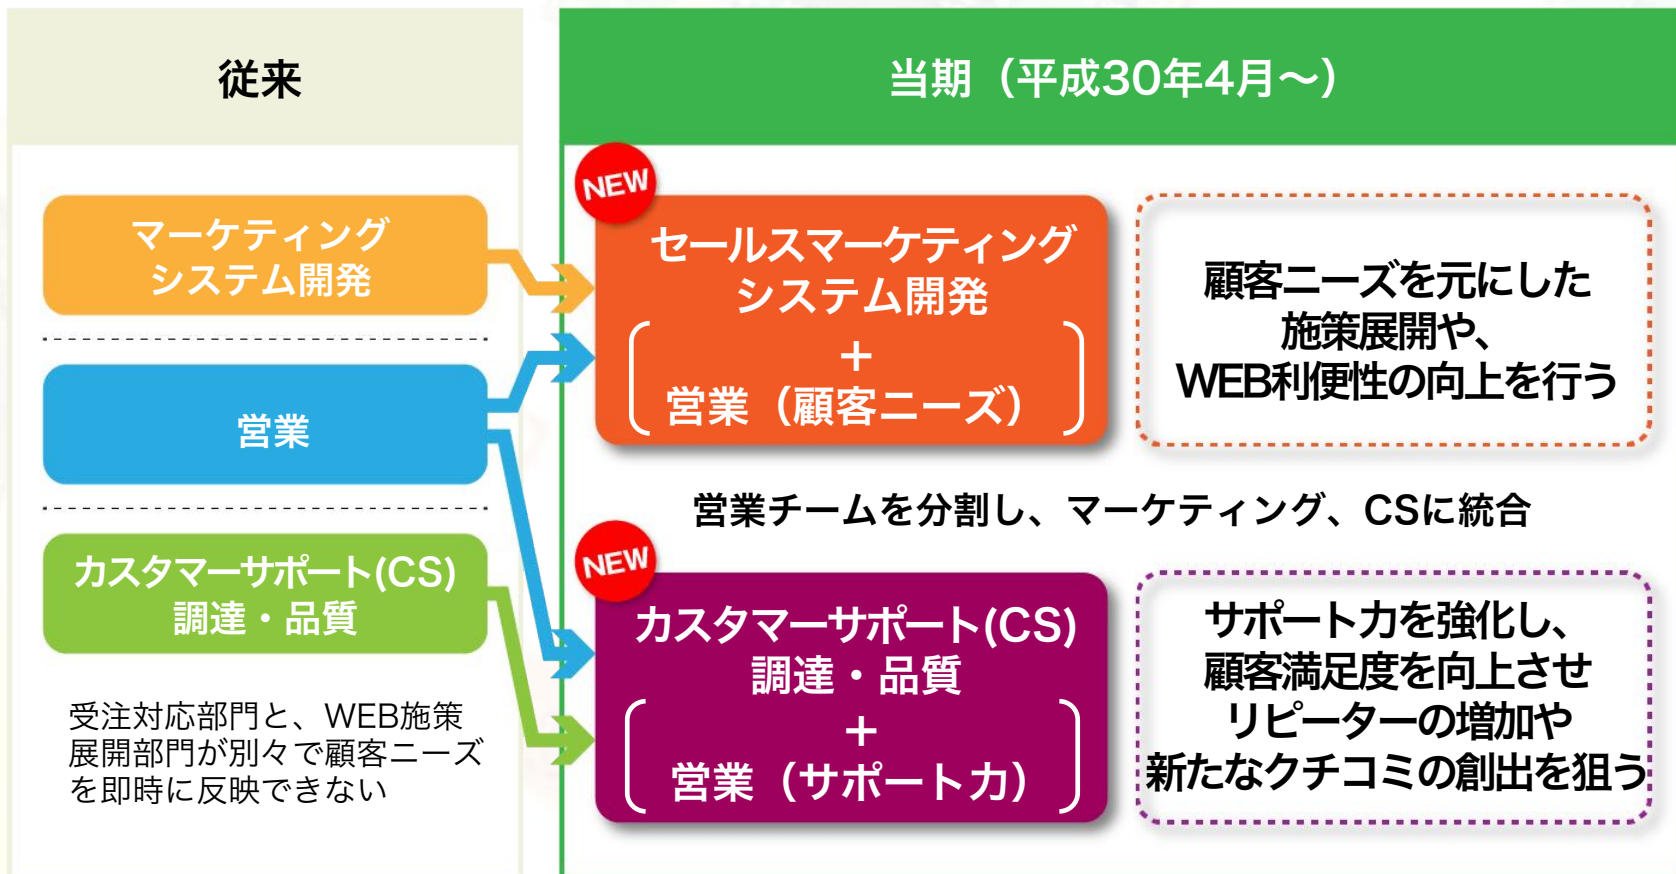 従来
マーケティング
システム開発
営業
カスタマーサポート(CS)
調達・品質
受注対応部門と、WEB施策
展開部門が別々で顧客ニーズ
を即時に反映できない
当期（平成30年4月～）
NEW
セールスマーケティング
システム開発
+
営業（顧客ニーズ）
顧客ニーズを元にした
施策展開や、
WEB利便性の向上を行う
営業チームを分割し、マーケティング、CSに統合
NEW
カスタマーサポート(CS)
調達・品質
+
営業（サポート力）
サポート力を強化し、
顧客満足度を向上させ
リピーターの増加や
新たなクチコミの創出を狙う